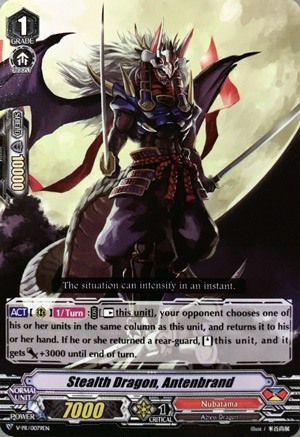 1
GRADE
BOOST
SHIELD 10000
The situation can intensify in an instant.
ACT 1/Turn : [ this unit], your opponent chooses one
of his or her units in the same column as this unit, and returns it to his
or her hand. If he or she returned a rear-guard, [ this unit, and it
gets +3000 until end of turn.
Stealth Dragon, Antenbrand
NORMAL UNIT
POWER 7000
1 CRITICAL
Nubatama
Abyss Dragon
V-PR/0079EN
Illust /